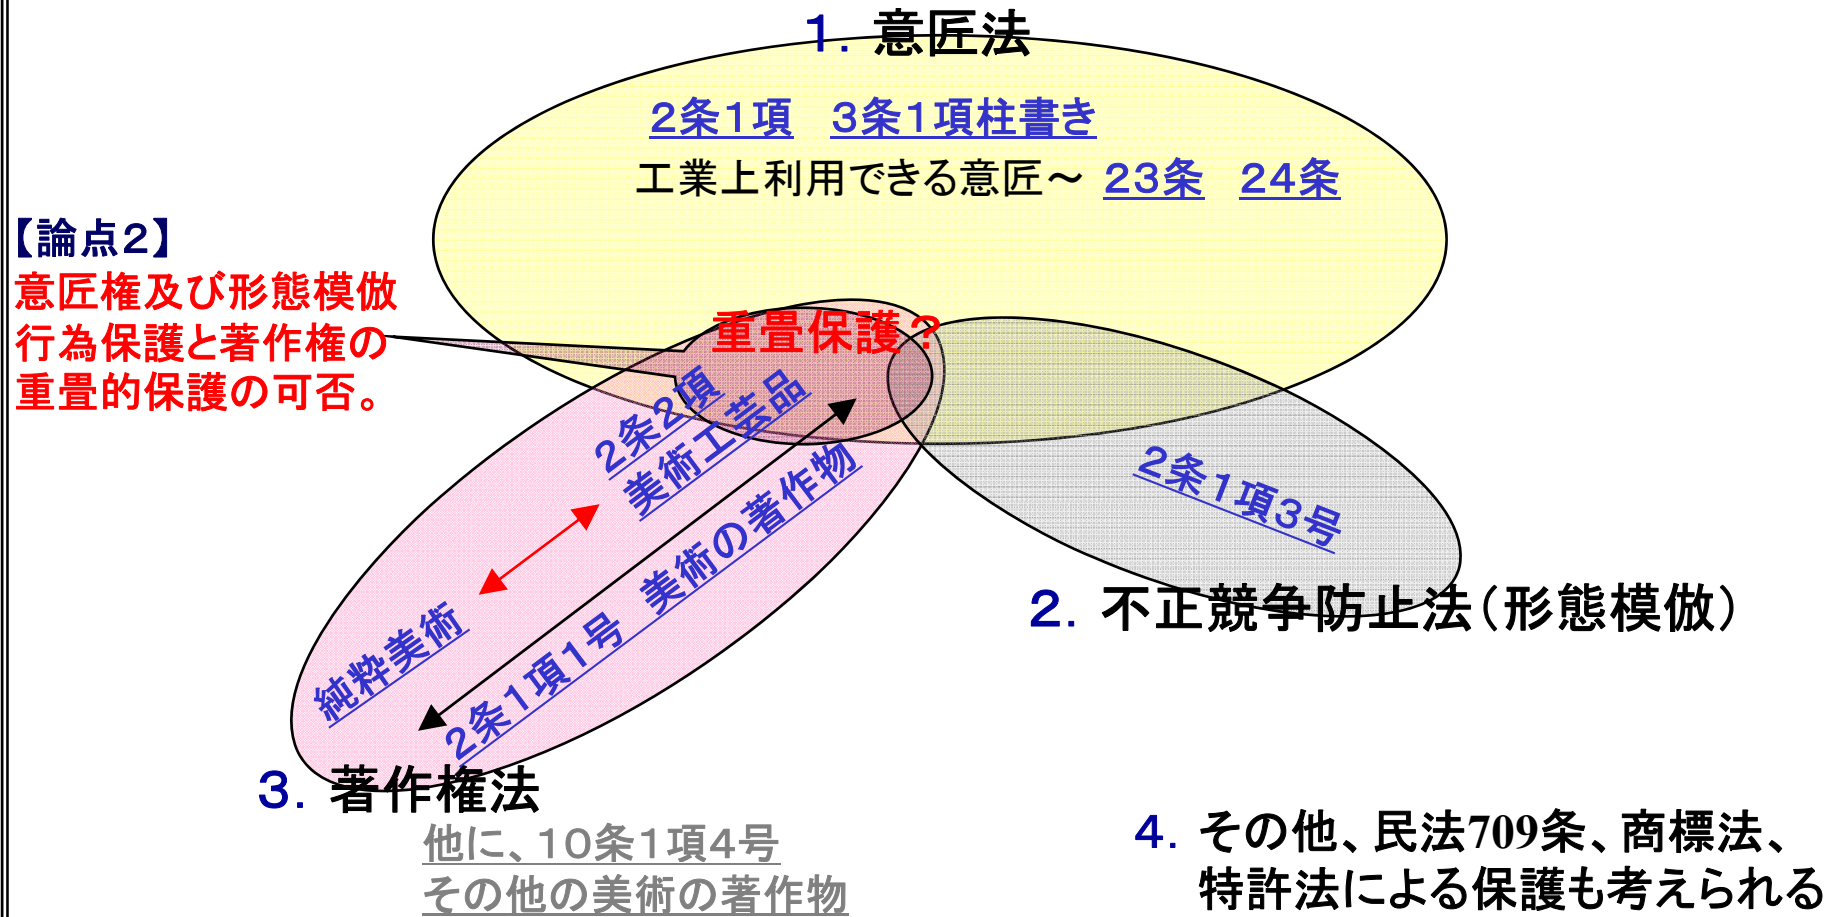 １．意匠法
２条１項　３条１項柱書き
工業上利用できる意匠～ ２３条　２４条
【論点２】
意匠権及び形態模倣
行為保護と著作権の
重畳的保護の可否。
重畳保護？
２条２項
美術工芸品
２条１項３号
純粋美術
２条１項１号　美術の著作物
２．不正競争防止法（形態模倣）
３．著作権法
他に、１０条１項４号
その他の美術の著作物
４．その他、民法709条、商標法、
特許法による保護も考えられる